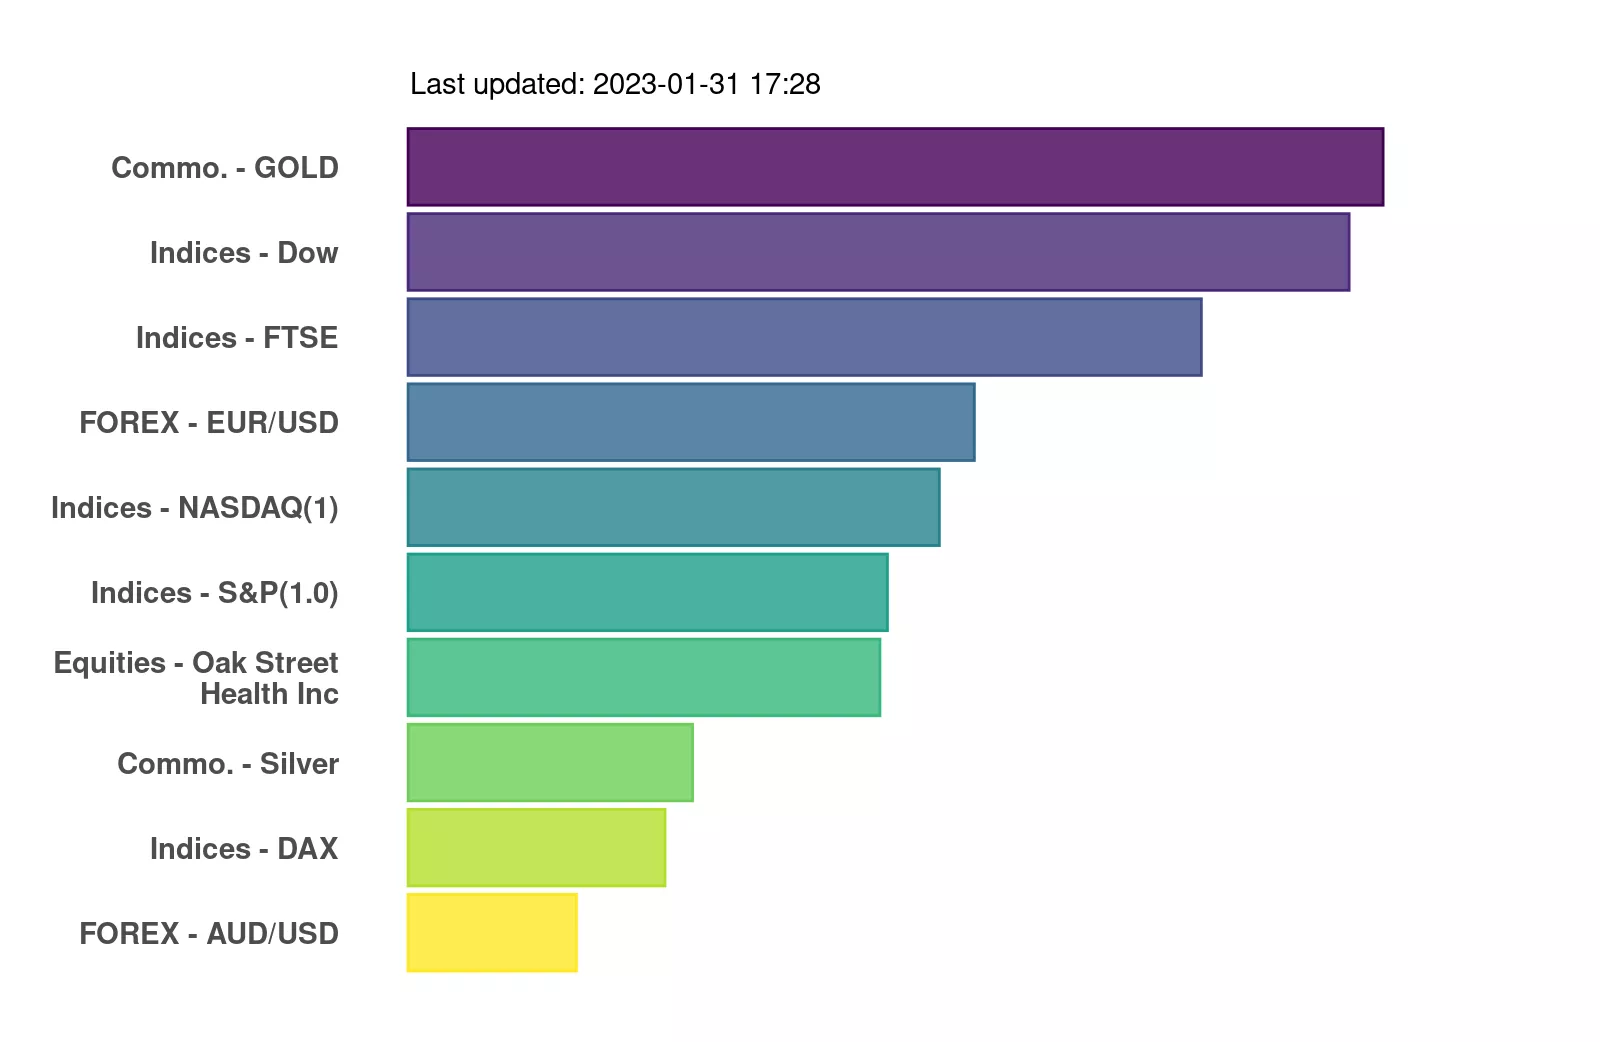 Last updated: 2023-01-31 17:28
Commo. - GOLD
Indices - Dow
Indices - FTSE
FOREX - EUR/USD
Indices - NASDAQ(1)
Indices - S&P(1.0)
Equities - Oak Street
Health Inc
Commo. - Silver
Indices - DAX
FOREX - AUD/USD